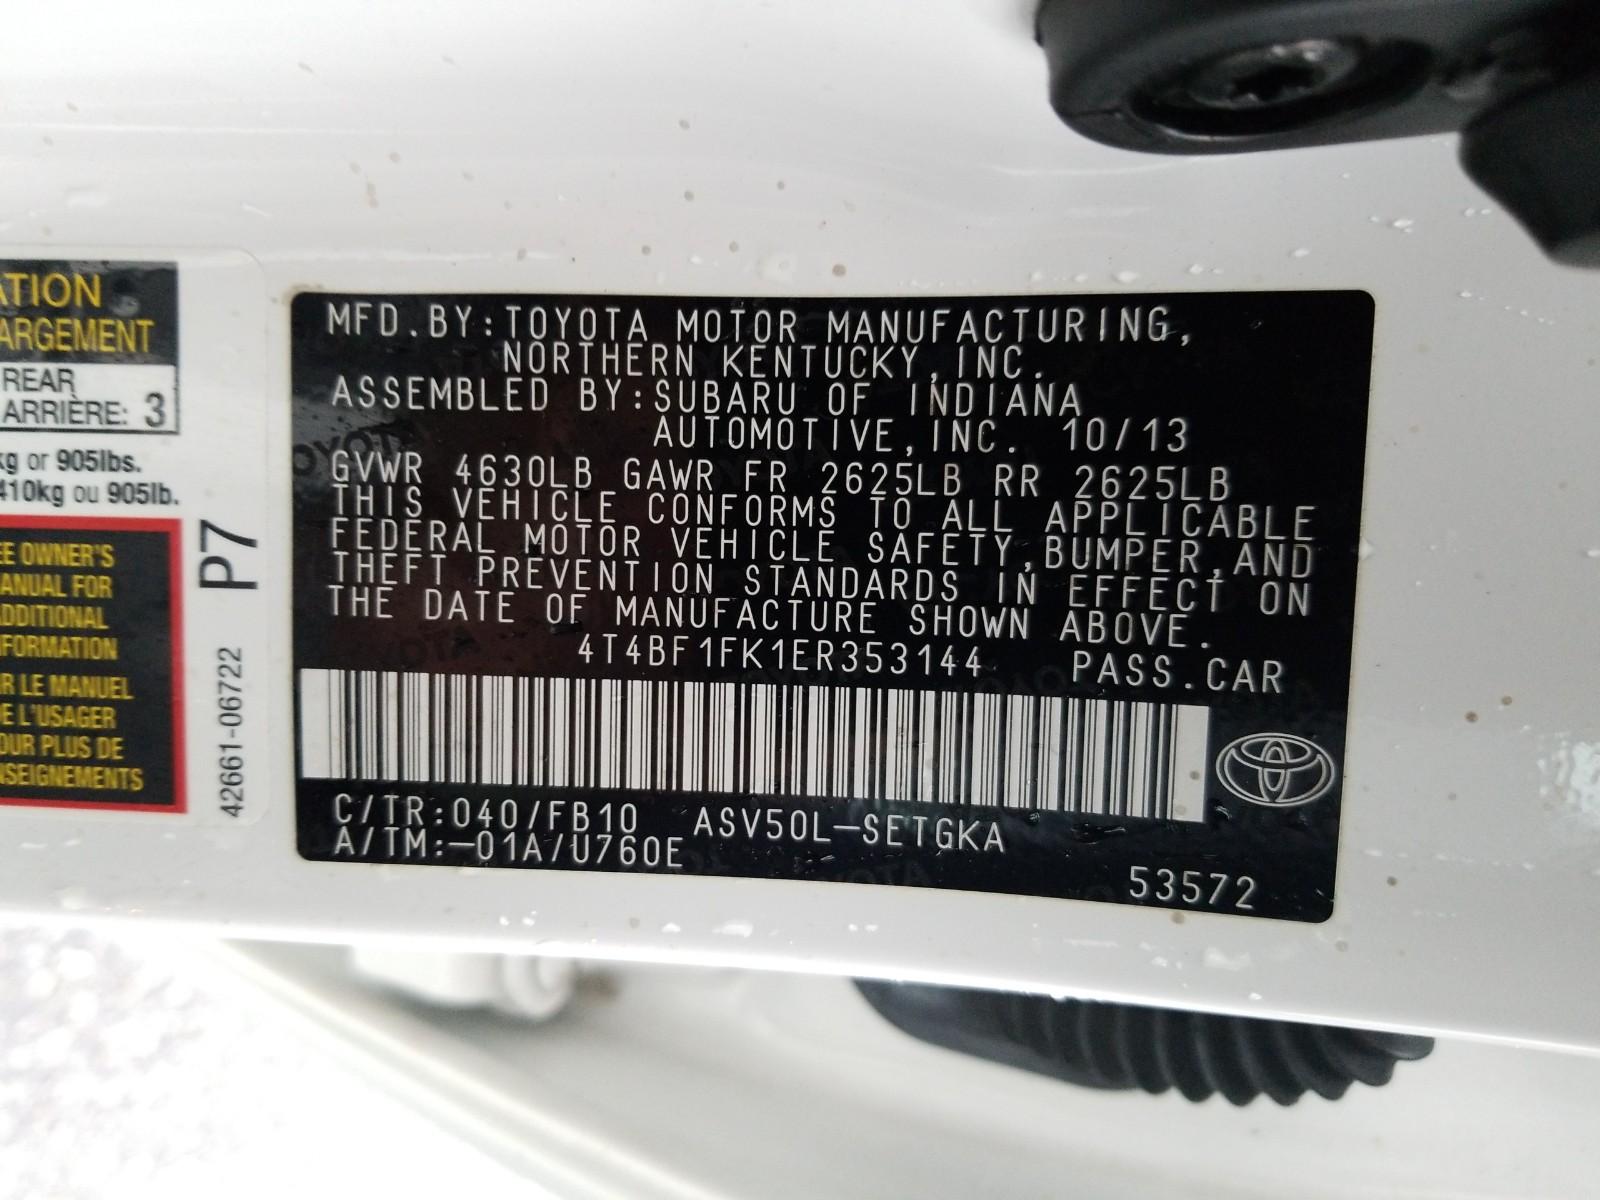 ATION
ARGEMENT
REAR
ARRIÈRE: 3
kg or 905lbs.
410kg ou 905lb.
EE OWNER'S
ANUAL FOR
ADDITIONAL
NFORMATION
R LE MANUEL
E L'USAGER
OUR PLUS DE
NSEIGNEMENTS
P7
42661-06722
MFD.BY:TOYOTA MOTOR MANUFACTURING,
NORTHERN KENTUCKY,INC.
ASSEMBLED BY:SUBARU OF INDIANA
AUTOMOTIVE,INC. 10/13
GVWR 4630LB GAWR FR 2625LB RR 2625LB
THIS VEHICLE CONFORMS TO ALL APPLICABLE
FEDERAL MOTOR VEHICLE SAFETY,BUMPER,AND
THEFT PREVENTION STANDARDS IN EFFECT ON
THE DATE OF MANUFACTURE SHOWN ABOVE.
4T4BF1FK1ER353144 PASS.CAR
C/TR:040/FB10 ASV50L-SETGKA
A/TM:-01A/U760E
53572